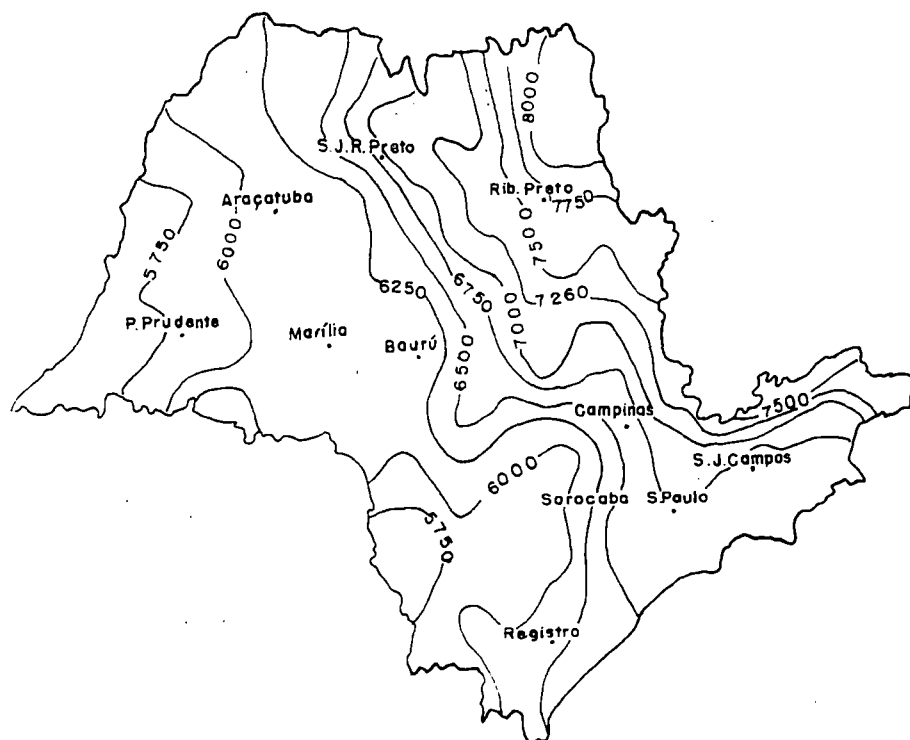 8000
S.J.R. Preto
Rib. Preto
7750
Araçatuba
6000
7500
5750
6250
6750
7260
P. Prudente
Marília
Baurú
7000
6500
Campinas
7500
S.J. Campos
6000
Sorocaba
S. Paulo
5750
Registro